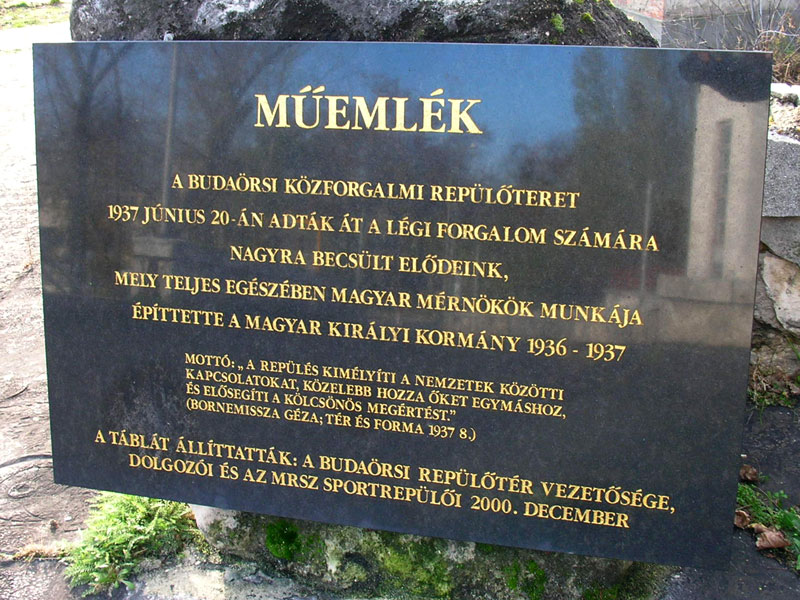 MŰEMLÉK
A BUDAÖRSI KÖZFORGALMI REPÜLŐTERET
1937 JÚNIUS 20-ÁN ADTÁK ÁT A LÉGI FORGALOM SZÁMÁRA
NAGYRA BECSÜLT ELŐDEINK,
MELY TELJES EGÉSZÉBEN MAGYAR MÉRNÖKÖK MUNKÁJA
ÉPÍTTETTE A MAGYAR KIRÁLYI KORMÁNY 1936 - 1937
MOTTÓ: „A REPÜLÉS KIMÉLYÍTI A NEMZETEK KÖZÖTTI
KAPCSOLATOKAT, KÖZELEBB HOZZA ŐKET EGYMÁSHOZ,
ÉS ELŐSEGÍTI A KÖLCSÖNÖS MEGÉRTÉST.”
(BORNEMISSZA GÉZA; TÉR ÉS FORMA 1937 8.)
A TÁBLÁT ÁLLÍTTATTÁK: A BUDAÖRSI REPÜLŐTÉR VEZETŐSÉGE,
DOLGOZÓI ÉS AZ MRSZ SPORTREPÜLŐI 2000. DECEMBER